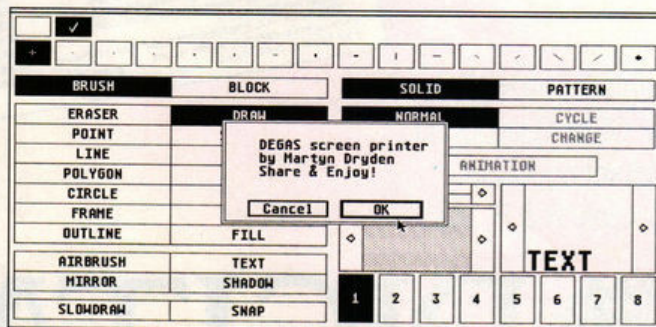 BRUSH BLOCK SOLID PATTERN
ERASER DRAW NORMAL CYCLE
POINT CHANGE
LINE
POLYGON ANIMATION
CIRCLE
FRAME
OUTLINE FILL
AIRBRUSH TEXT
MIRROR SHADOW
SLOWDRAW SNAP
DEGAS screen printer
by Martyn Dryden
Share & Enjoy!
Cancel OK
TEXT
1 2 3 4 5 6 7 8